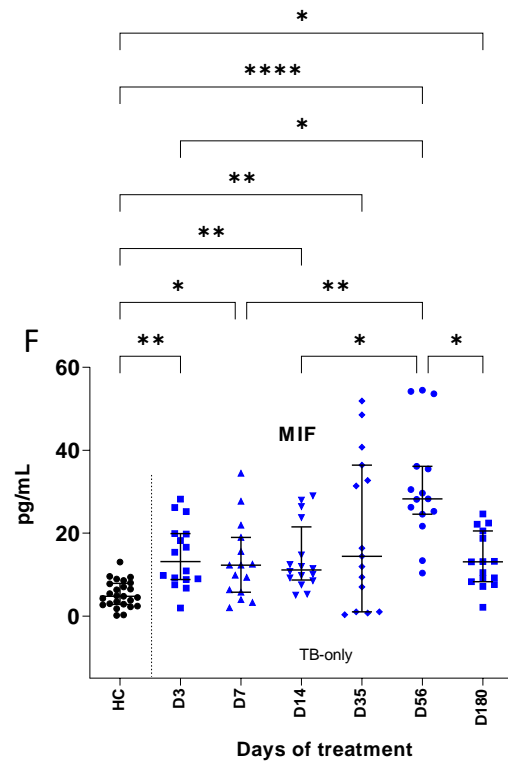 *
****
*
**
**
* **
F ** * *
60
40
20
0
pg/mL
MIF
TB-only
HC D3 D7 D14 D35 D56 D180
Days of treatment